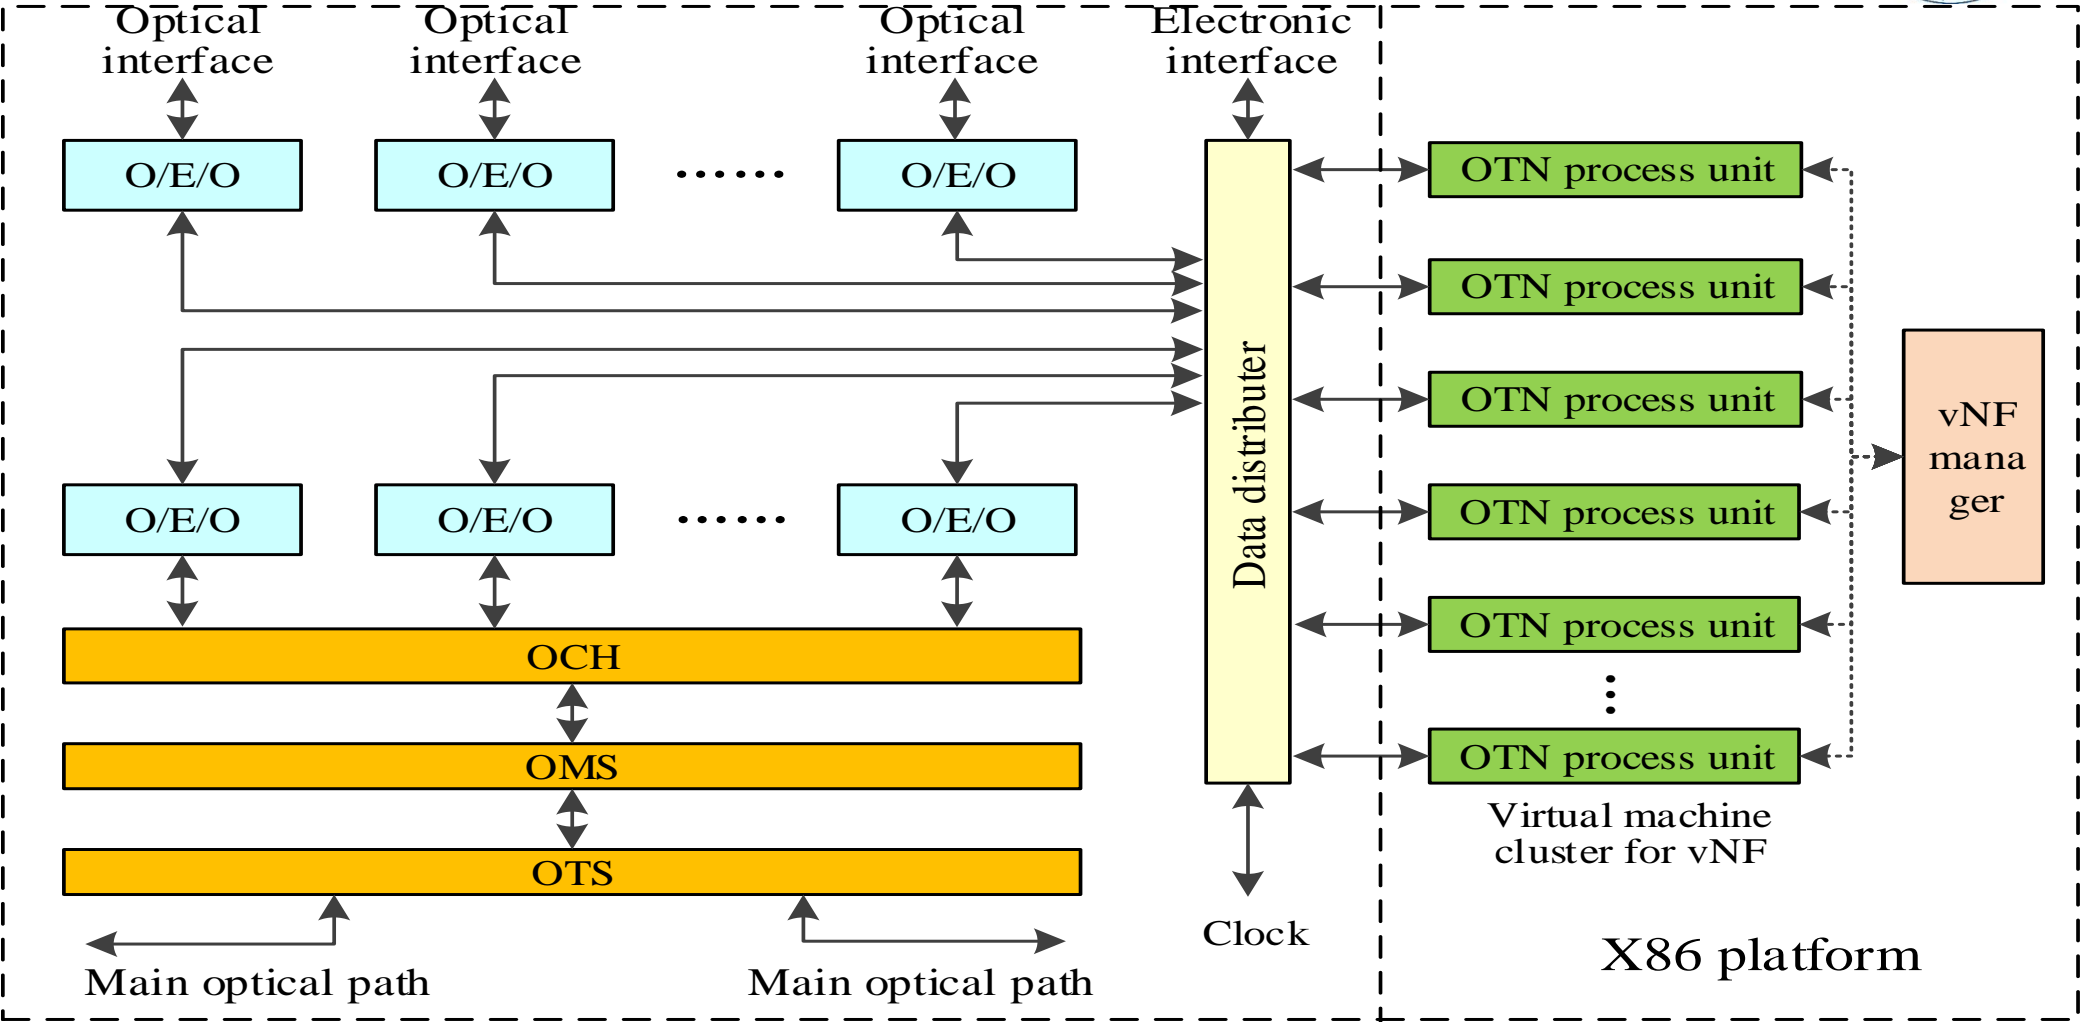 Optical
interface
Optical
interface
Optical
interface
Electronic
interface
O/E/O
O/E/O
......
O/E/O
OTN process unit
OTN process unit
OTN process unit
OTN process unit
OTN process unit
OTN process unit
vNF
mana
ger
Data distributer
O/E/O
O/E/O
......
O/E/O
OCH
OMS
OTS
Main optical path
Main optical path
Clock
Virtual machine
cluster for vNF
X86 platform